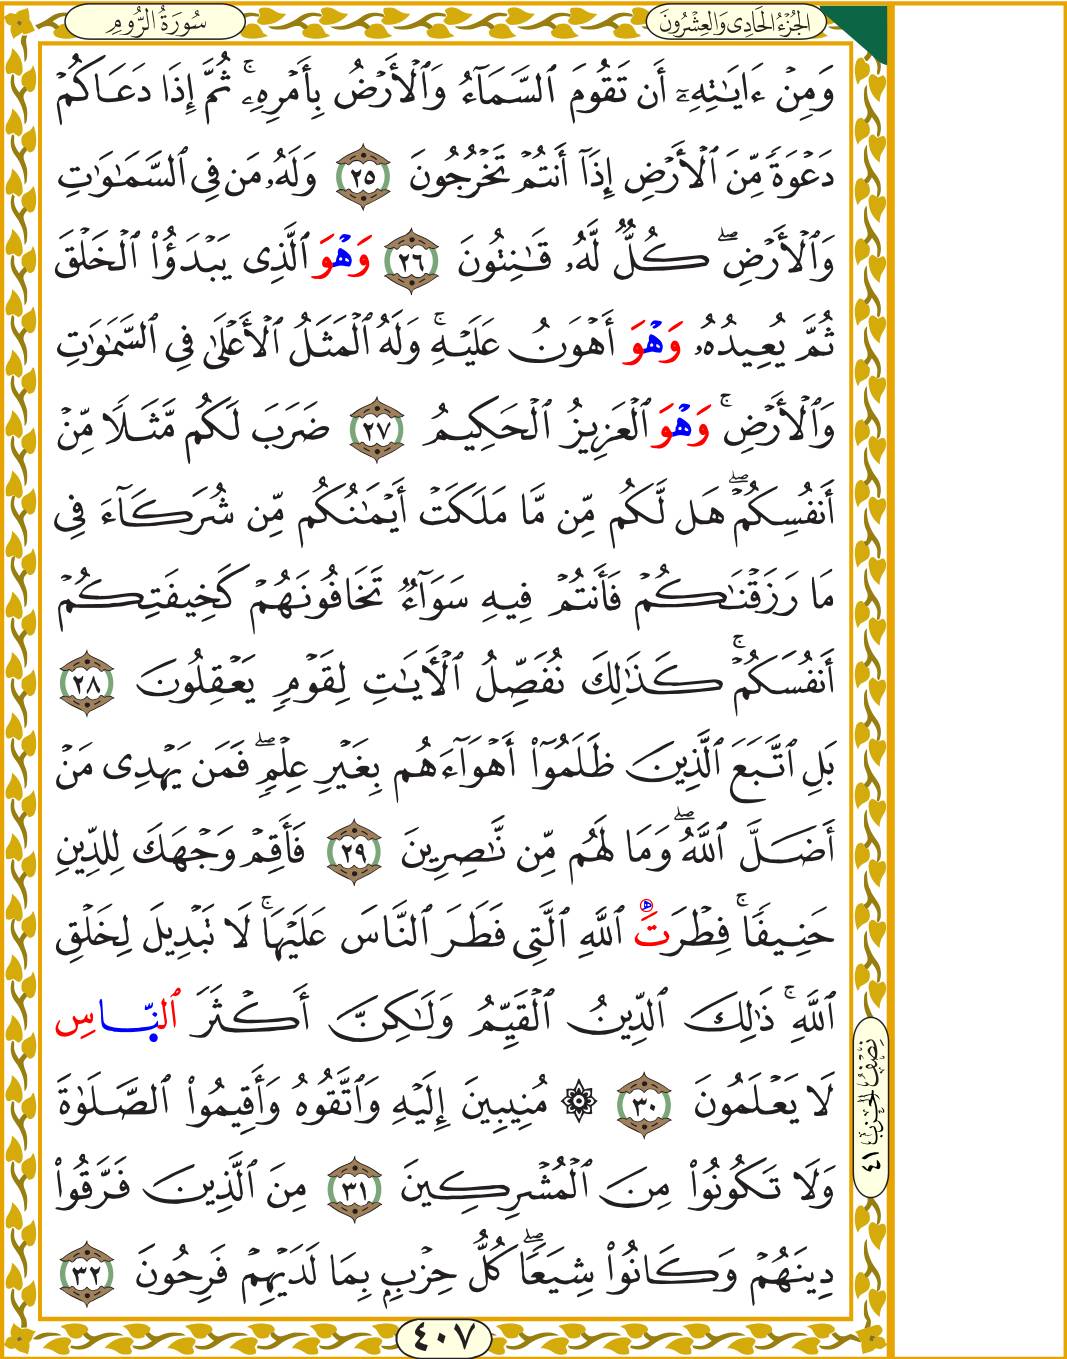 سُورَةُ الرُّومِ
الجُزْءُ الحَادِى وَالعِشْرُونَ
وَمِنْ ءَايَـٰتِهِۦٓ أَن تَقُومَ ٱلسَّمَآءُ وَٱلْأَرْضُ بِأَمْرِهِۦۚ ثُمَّ إِذَا دَعَاكُمْ
دَعْوَةً مِّنَ ٱلْأَرْضِ إِذَآ أَنتُمْ تَخْرُجُونَ ٢٥ وَلَهُۥ مَن فِى ٱلسَّمَـٰوَٰتِ
وَٱلْأَرْضِۖ كُلٌّ لَّهُۥ قَـٰنِتُونَ ٢٦ وَهْوَ ٱلَّذِى يَبْدَؤُا۟ ٱلْخَلْقَ
ثُمَّ يُعِيدُهُۥ وَهْوَ أَهْوَنُ عَلَيْهِۚ وَلَهُ ٱلْمَثَلُ ٱلْأَعْلَىٰ فِى ٱلسَّمَـٰوَٰتِ
وَٱلْأَرْضِۚ وَهْوَ ٱلْعَزِيزُ ٱلْحَكِيمُ ٢٧ ضَرَبَ لَكُم مَّثَلًا مِّنْ
أَنفُسِكُمْۖ هَل لَّكُم مِّن مَّا مَلَكَتْ أَيْمَـٰنُكُم مِّن شُرَكَآءَ فِى
مَا رَزَقْنَـٰكُمْ فَأَنتُمْ فِيهِ سَوَآءٌ تَخَافُونَهُمْ كَخِيفَتِكُمْ
أَنفُسَكُمْۚ كَذَٰلِكَ نُفَصِّلُ ٱلْـَٔايَـٰتِ لِقَوْمٍ يَعْقِلُونَ ٢٨
بَلِ ٱتَّبَعَ ٱلَّذِينَ ظَلَمُوٓا۟ أَهْوَآءَهُم بِغَيْرِ عِلْمٍۖ فَمَن يَهْدِى مَنْ
أَضَلَّ ٱللَّهُۖ وَمَا لَهُم مِّن نَّـٰصِرِينَ ٢٩ فَأَقِمْ وَجْهَكَ لِلدِّينِ
حَنِيفًاۚ فِطْرَتَ ٱللَّهِ ٱلَّتِى فَطَرَ ٱلنَّاسَ عَلَيْهَاۚ لَا تَبْدِيلَ لِخَلْقِ
ٱللَّهِۚ ذَٰلِكَ ٱلدِّينُ ٱلْقَيِّمُ وَلَـٰكِنَّ أَكْثَرَ ٱلنَّاسِ
لَا يَعْلَمُونَ ٣٠ ۞ مُنِيبِينَ إِلَيْهِ وَٱتَّقُوهُ وَأَقِيمُوا۟ ٱلصَّلَوٰةَ
وَلَا تَكُونُوا۟ مِنَ ٱلْمُشْرِكِينَ ٣١ مِنَ ٱلَّذِينَ فَرَّقُوا۟
دِينَهُمْ وَكَانُوا۟ شِيَعًاۖ كُلُّ حِزْبٍۭ بِمَا لَدَيْهِمْ فَرِحُونَ ٣٢
نِصْفُ الحِزْب ٤١
٤٠٧